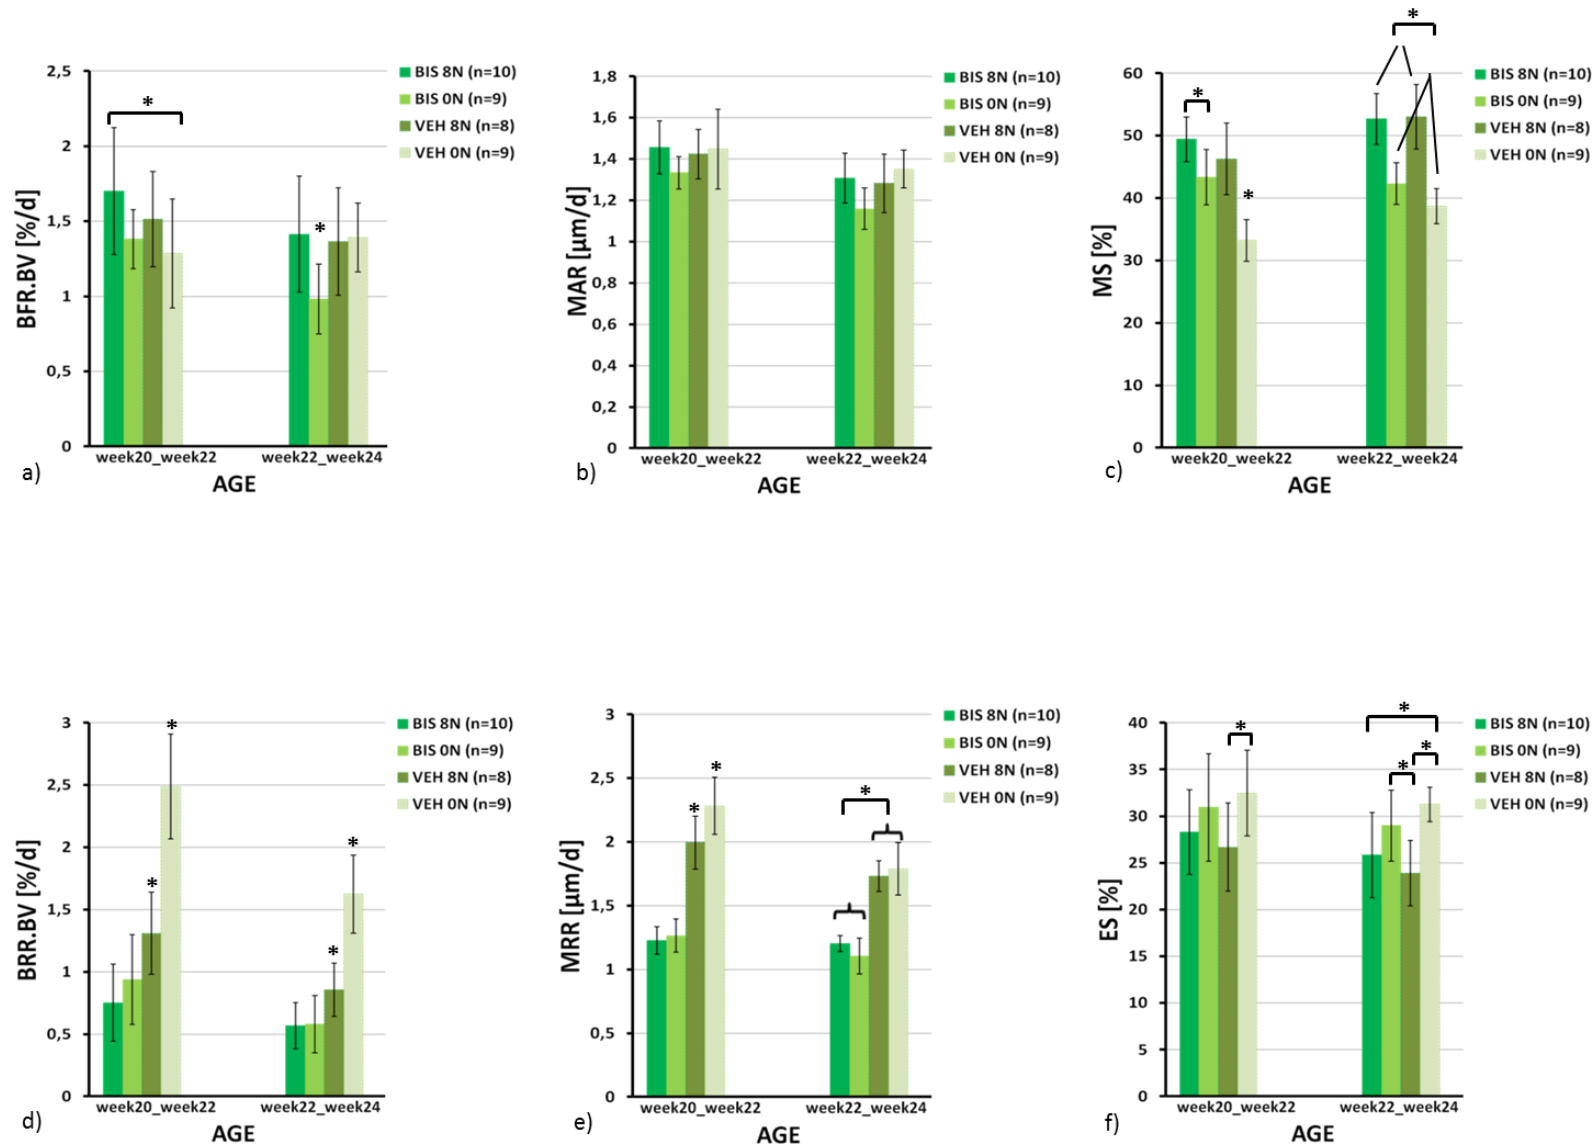 2,5
2
1,5
1
0,5
0
BFR.BV [%/d]
*
*
week20_week22
week22_week24
AGE
BIS 8N (n=10)
BIS 0N (n=9)
VEH 8N (n=8)
VEH 0N (n=9)
a)
1,8
1,6
1,4
1,2
1
0,8
0,6
0,4
0,2
0
MAR [µm/d]
week20_week22
week22_week24
AGE
BIS 8N (n=10)
BIS 0N (n=9)
VEH 8N (n=8)
VEH 0N (n=9)
b)
60
50
40
30
20
10
0
MS [%]
*
*
*
week20_week22
week22_week24
AGE
BIS 8N (n=10)
BIS 0N (n=9)
VEH 8N (n=8)
VEH 0N (n=9)
c)
3
2,5
2
1,5
1
0,5
0
BRR.BV [%/d]
*
*
*
*
week20_week22
week22_week24
AGE
BIS 8N (n=10)
BIS 0N (n=9)
VEH 8N (n=8)
VEH 0N (n=9)
d)
3
2,5
2
1,5
1
0,5
0
MRR [µm/d]
*
*
*
week20_week22
week22_week24
AGE
BIS 8N (n=10)
BIS 0N (n=9)
VEH 8N (n=8)
VEH 0N (n=9)
e)
40
35
30
25
20
15
10
5
0
ES [%]
*
*
*
*
week20_week22
week22_week24
AGE
BIS 8N (n=10)
BIS 0N (n=9)
VEH 8N (n=8)
VEH 0N (n=9)
f)